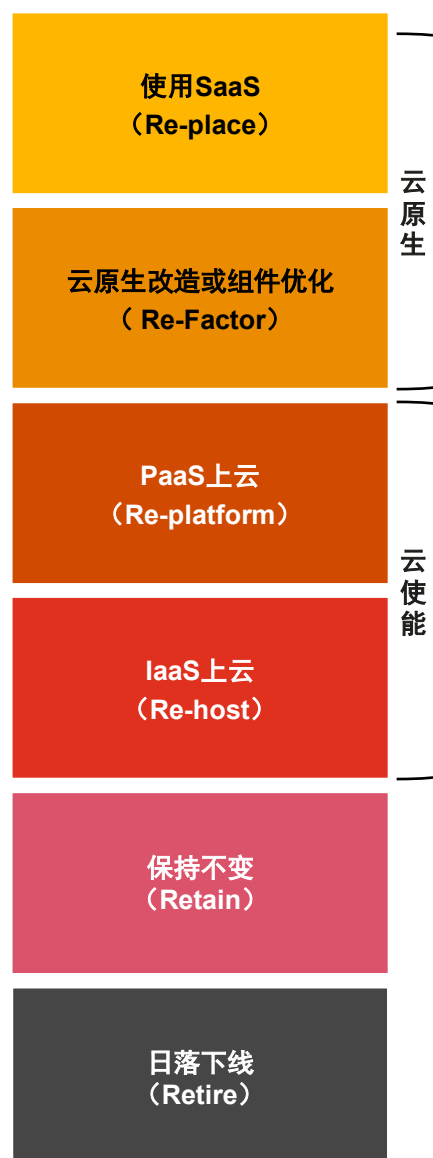 使用SaaS
（Re-place）
云原生改造或组件优化
（ Re-Factor）
云原生
PaaS上云
（Re-platform）
IaaS上云
（Re-host）
云使能
保持不变
（Retain）
日落下线
（Retire）